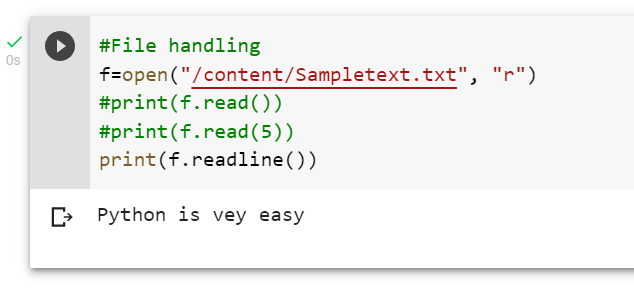 #File handling
f=open("/content/Sampletext.txt", "r")
0s
#print(f.read())
#print(f.read(5))
print(f.readline())
Python is vey easy